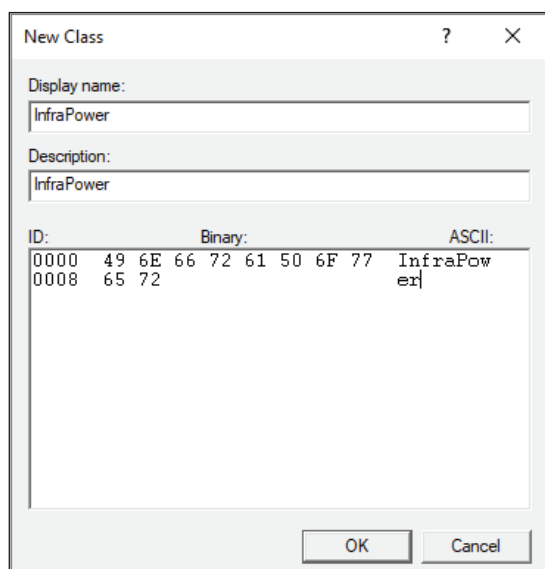 New Class ? ✕
Display name:
InfraPower
Description:
InfraPower
ID: Binary: ASCII:
0000 49 6E 66 72 61 50 6F 77 InfraPow
0008 65 72 er
OK Cancel